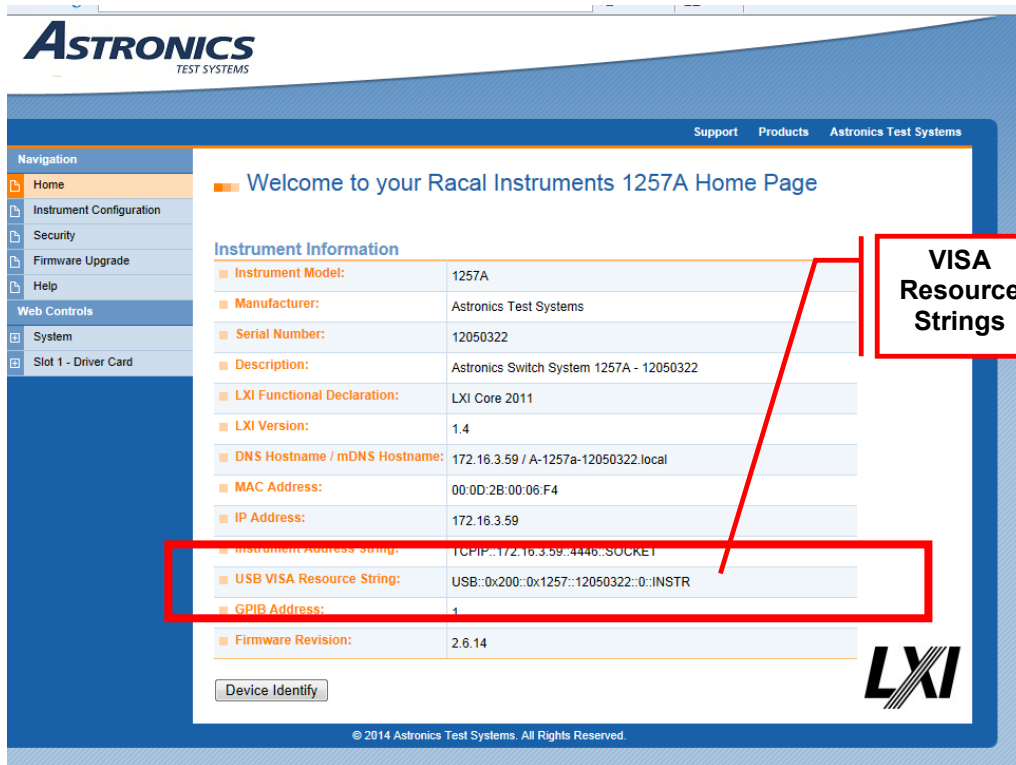 ASTRONICS
TEST SYSTEMS
Support Products Astronics Test Systems
Navigation
Home
Instrument Configuration
Security
Firmware Upgrade
Help
Web Controls
System
Slot 1 - Driver Card
Welcome to your Racal Instruments 1257A Home Page
Instrument Information
Instrument Model: 1257A
Manufacturer: Astronics Test Systems
Serial Number: 12050322
Description: Astronics Switch System 1257A - 12050322
LXI Functional Declaration: LXI Core 2011
LXI Version: 1.4
DNS Hostname / mDNS Hostname: 172.16.3.59 / A-1257a-12050322.local
MAC Address: 00:0D:2B:00:06:F4
IP Address: 172.16.3.59
Instrument Address String: TCPIP::172.16.3.59::4446::SOCKET
USB VISA Resource String: USB::0x200::0x1257::12050322::0::INSTR
GPIB Address: 1
Firmware Revision: 2.6.14
Device Identify
LXI
© 2014 Astronics Test Systems. All Rights Reserved.
VISA
Resource
Strings